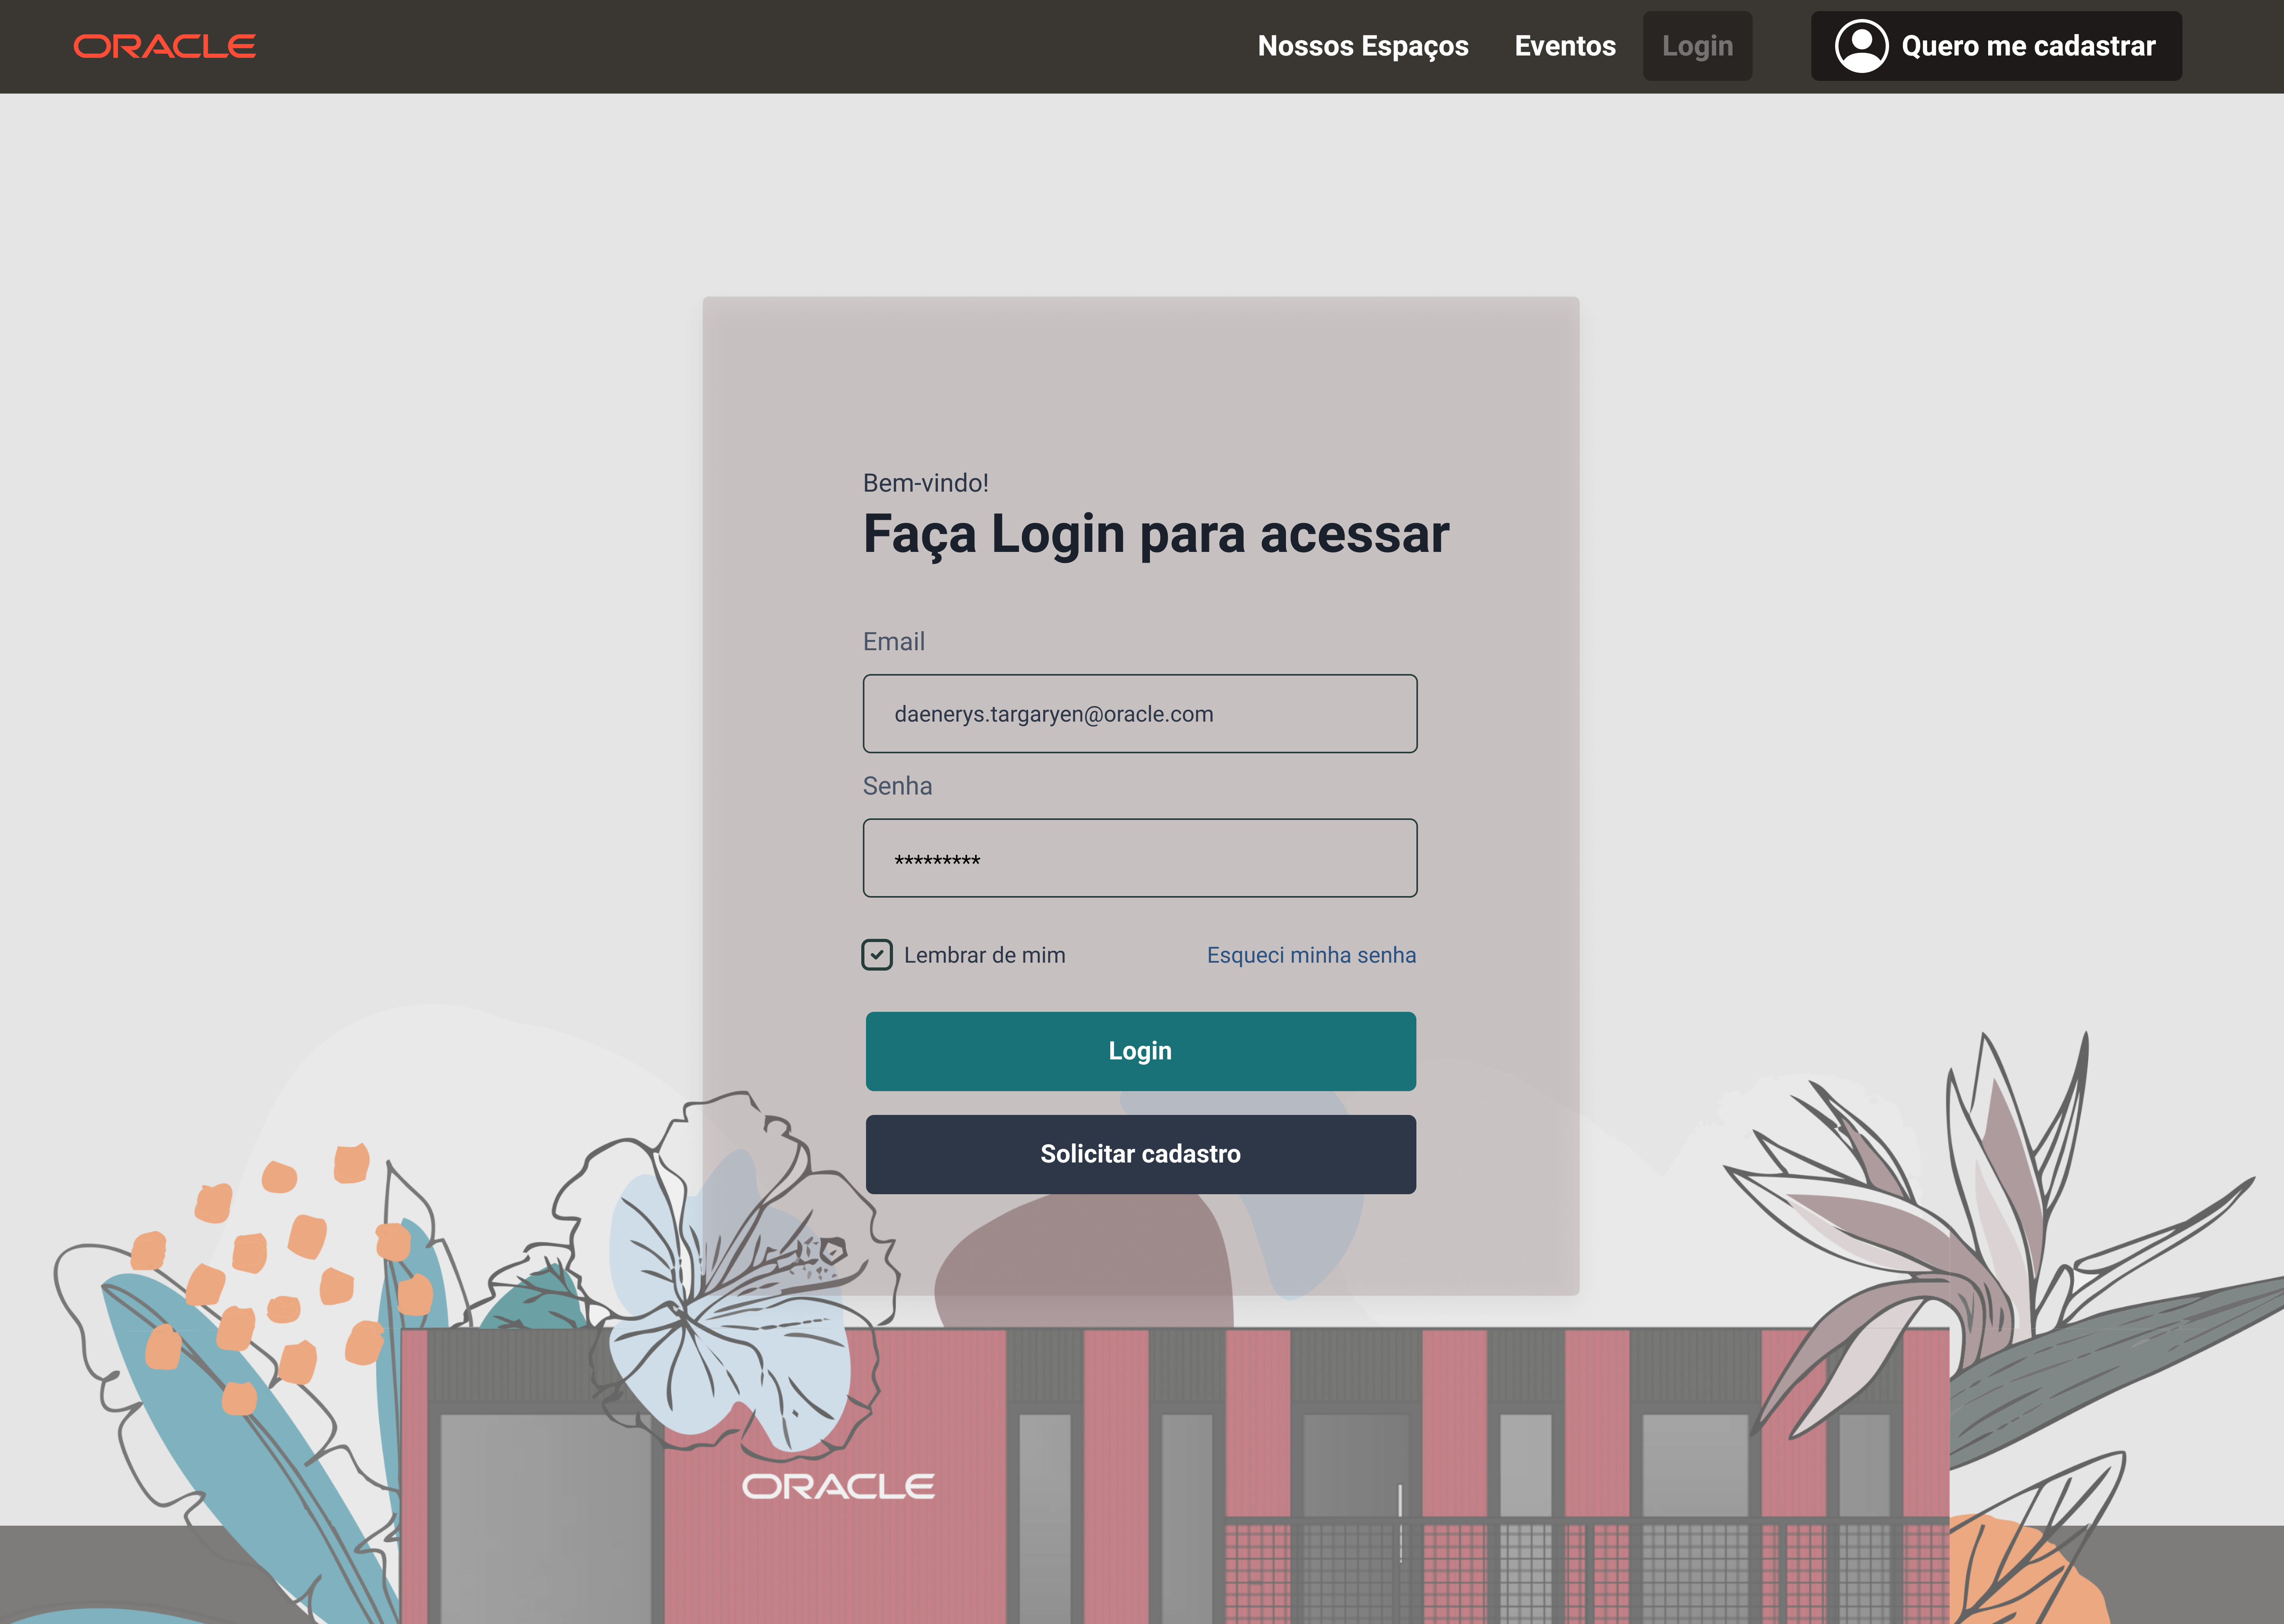 ORACLE
Nossos Espaços
Eventos
Login
Quero me cadastrar
Bem-vindo!
Faça Login para acessar
Email
daenerys.targaryen@oracle.com
Senha
*********
Lembrar de mim
Esqueci minha senha
Login
Solicitar cadastro
ORACLE